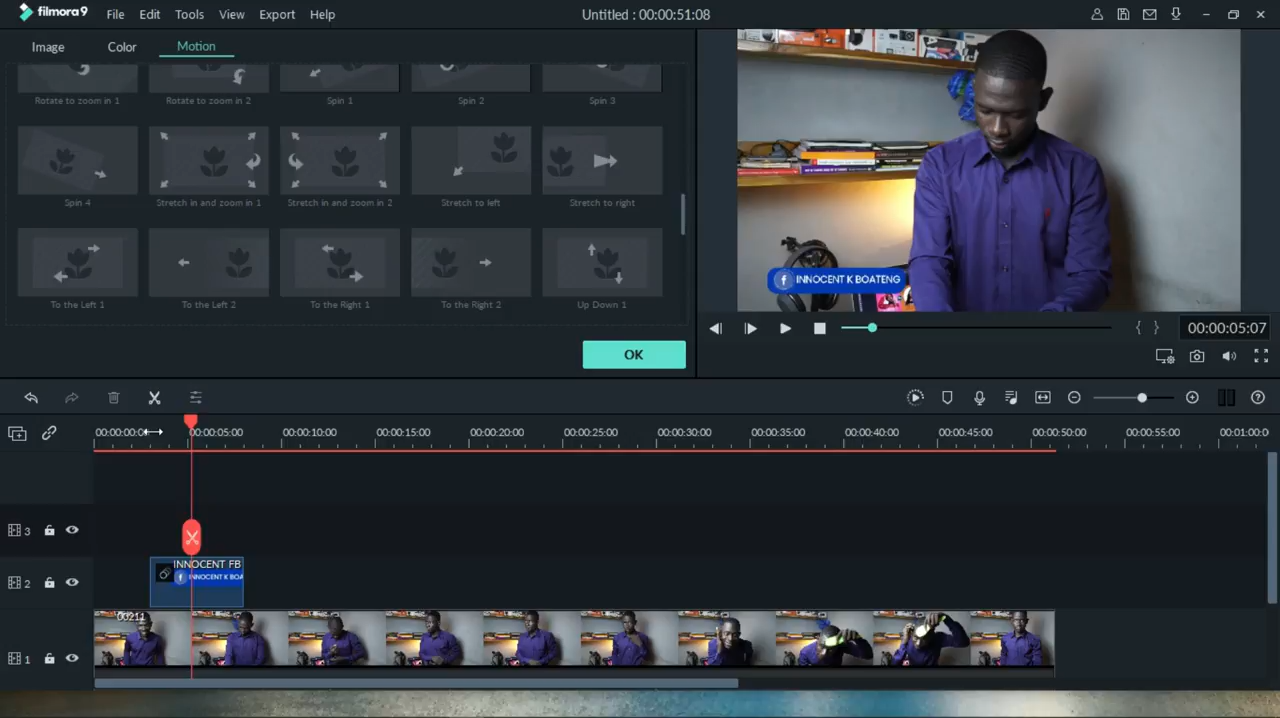 filmora9 File Edit Tools View Export Help Untitled : 00:00:51:08
Image Color Motion
Rotate to zoom in 1 Rotate to zoom in 2 Spin 1 Spin 2 Spin 3
Spin 4 Stretch in and zoom in 1 Stretch in and zoom in 2 Stretch to left Stretch to right
To the Left 1 To the Left 2 To the Right 1 To the Right 2 Up Down 1
f INNOCENT K BOATENG
{ } 00:00:05:07
OK
00:00:00:00 00:00:05:00 00:00:10:00 00:00:15:00 00:00:20:00 00:00:25:00 00:00:30:00 00:00:35:00 00:00:40:00 00:00:45:00 00:00:50:00 00:00:55:00 00:01:00:0
3
INNOCENT FB
f INNOCENT K BOA
2
00211
1